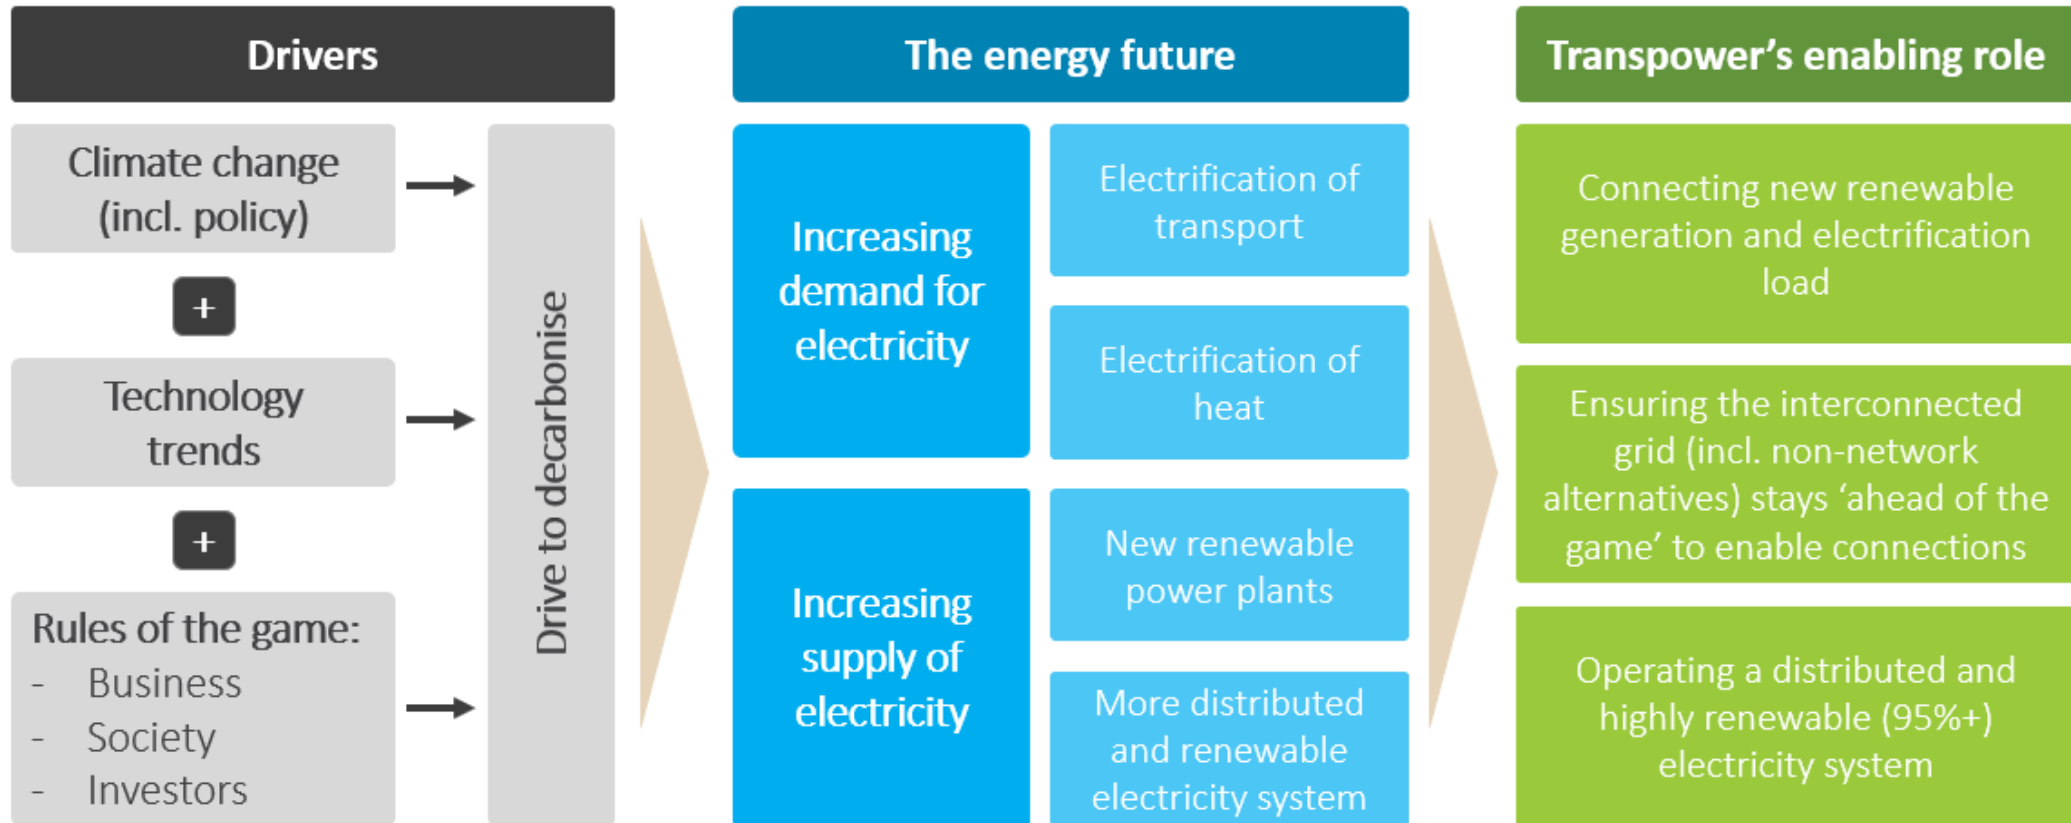 Drivers
Climate change
(incl. policy)
+
Technology
trends
+
Rules of the game:
- Business
- Society
- Investors
Drive to decarbonise
The energy future
Increasing
demand for
electricity
Electrification of
transport
Electrification of
heat
Increasing
supply of
electricity
New renewable
power plants
More distributed
and renewable
electricity system
Transpower’s enabling role
Connecting new renewable
generation and electrification
load
Ensuring the interconnected
grid (incl. non-network
alternatives) stays ‘ahead of the
game’ to enable connections
Operating a distributed and
highly renewable (95%+)
electricity system